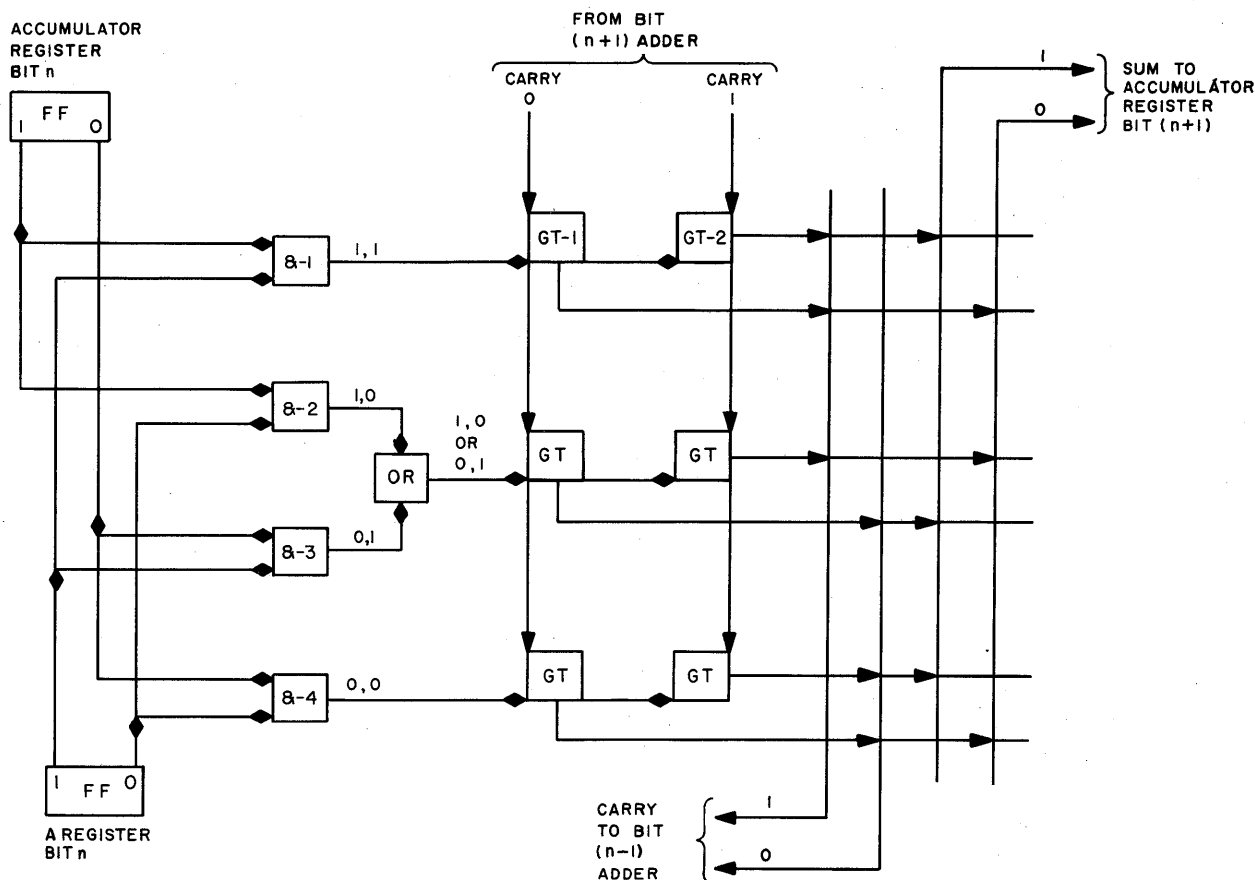 ACCUMULATOR
REGISTER
BIT n
FF
1 0
FROM BIT
(n+1) ADDER
CARRY
0
CARRY
1
1
0
SUM TO
ACCUMULATOR
REGISTER
BIT (n+1)
&-1
1,1
GT-1
GT-2
&-2
1,0
OR
1,0
OR
0,1
GT
GT
&-3
0,1
&-4
0,0
GT
GT
1 0
FF
A REGISTER
BIT n
CARRY
TO BIT
(n-1)
ADDER
1
0